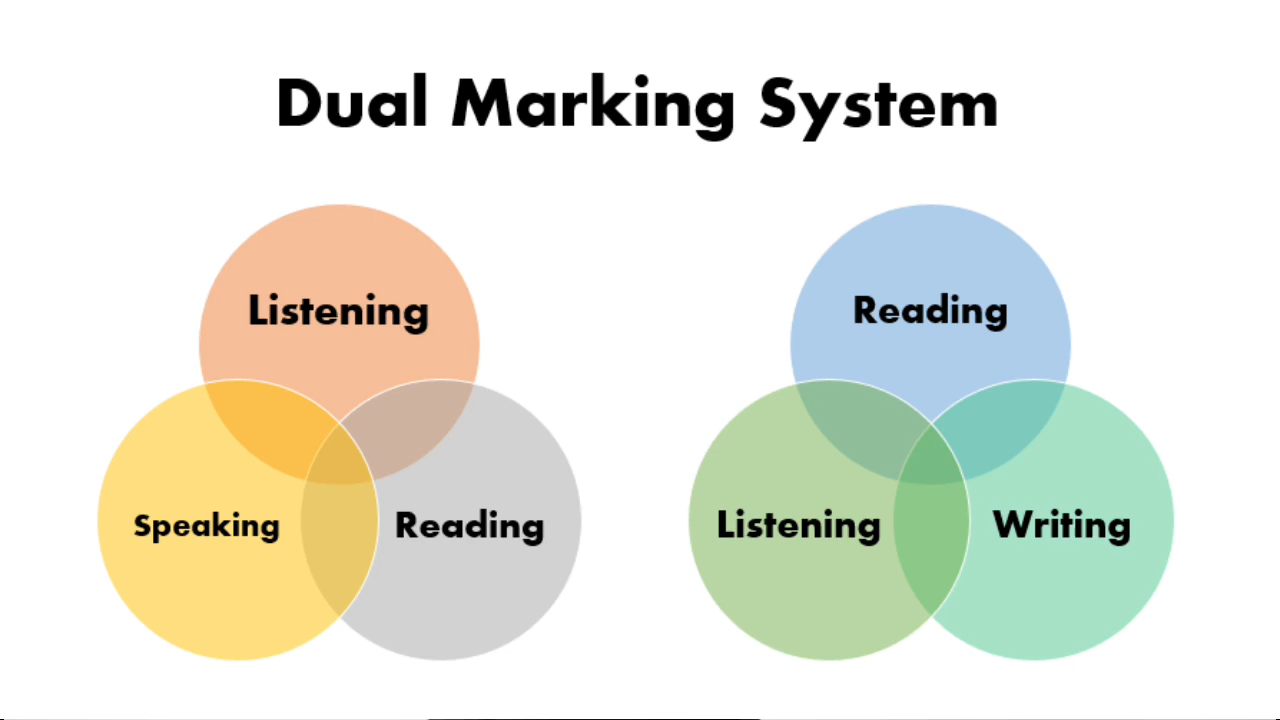 Dual Marking System
Listening
Speaking
Reading
Reading
Listening
Writing